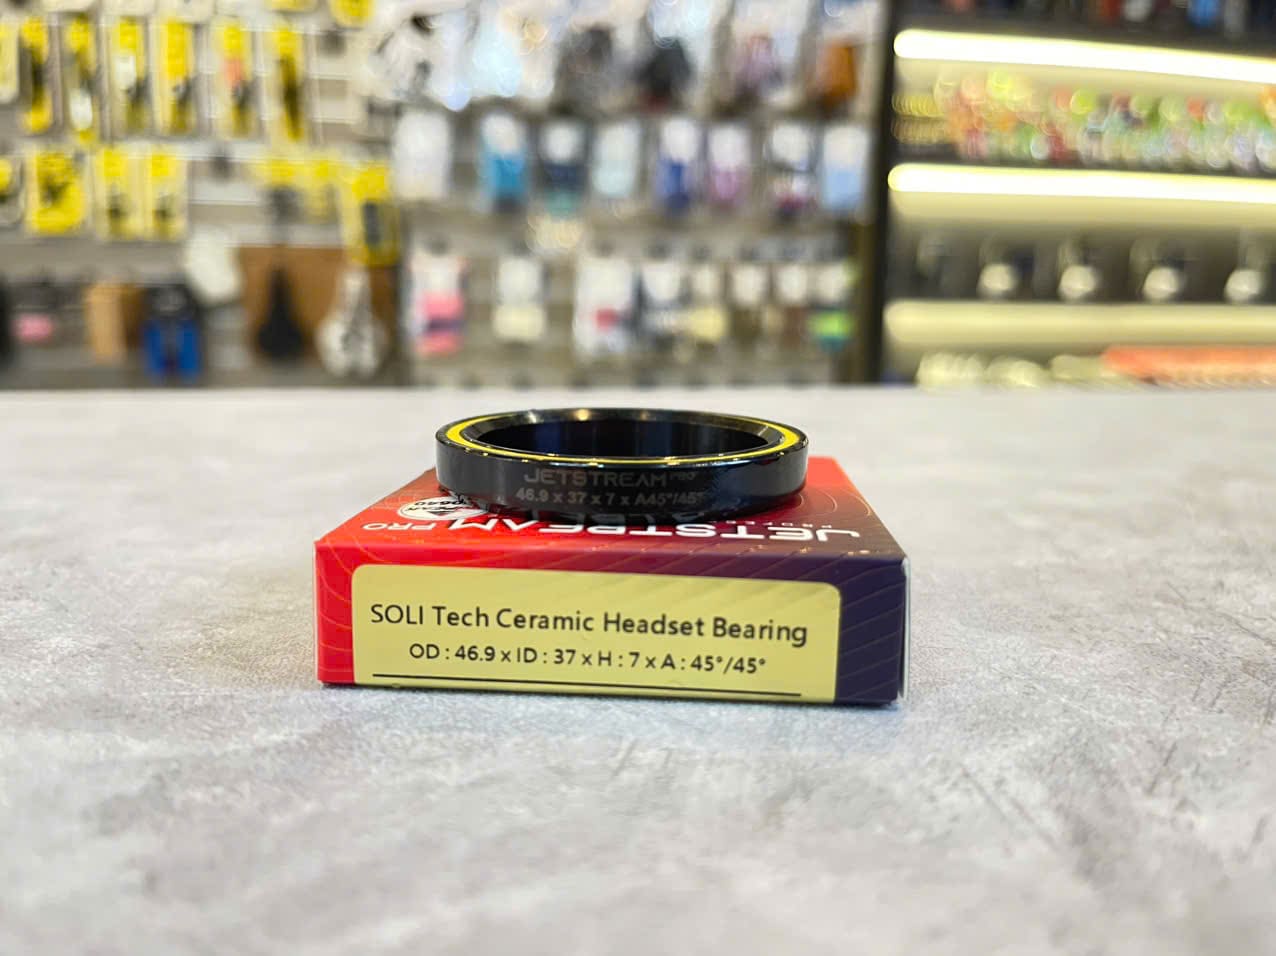 JETSTREAM PRO
46.9 x 37 x 7 x A45°/45°
JETSTREAM PRO
SOLI Tech Ceramic Headset Bearing
OD : 46.9 x ID : 37 x H : 7 x A : 45°/45°